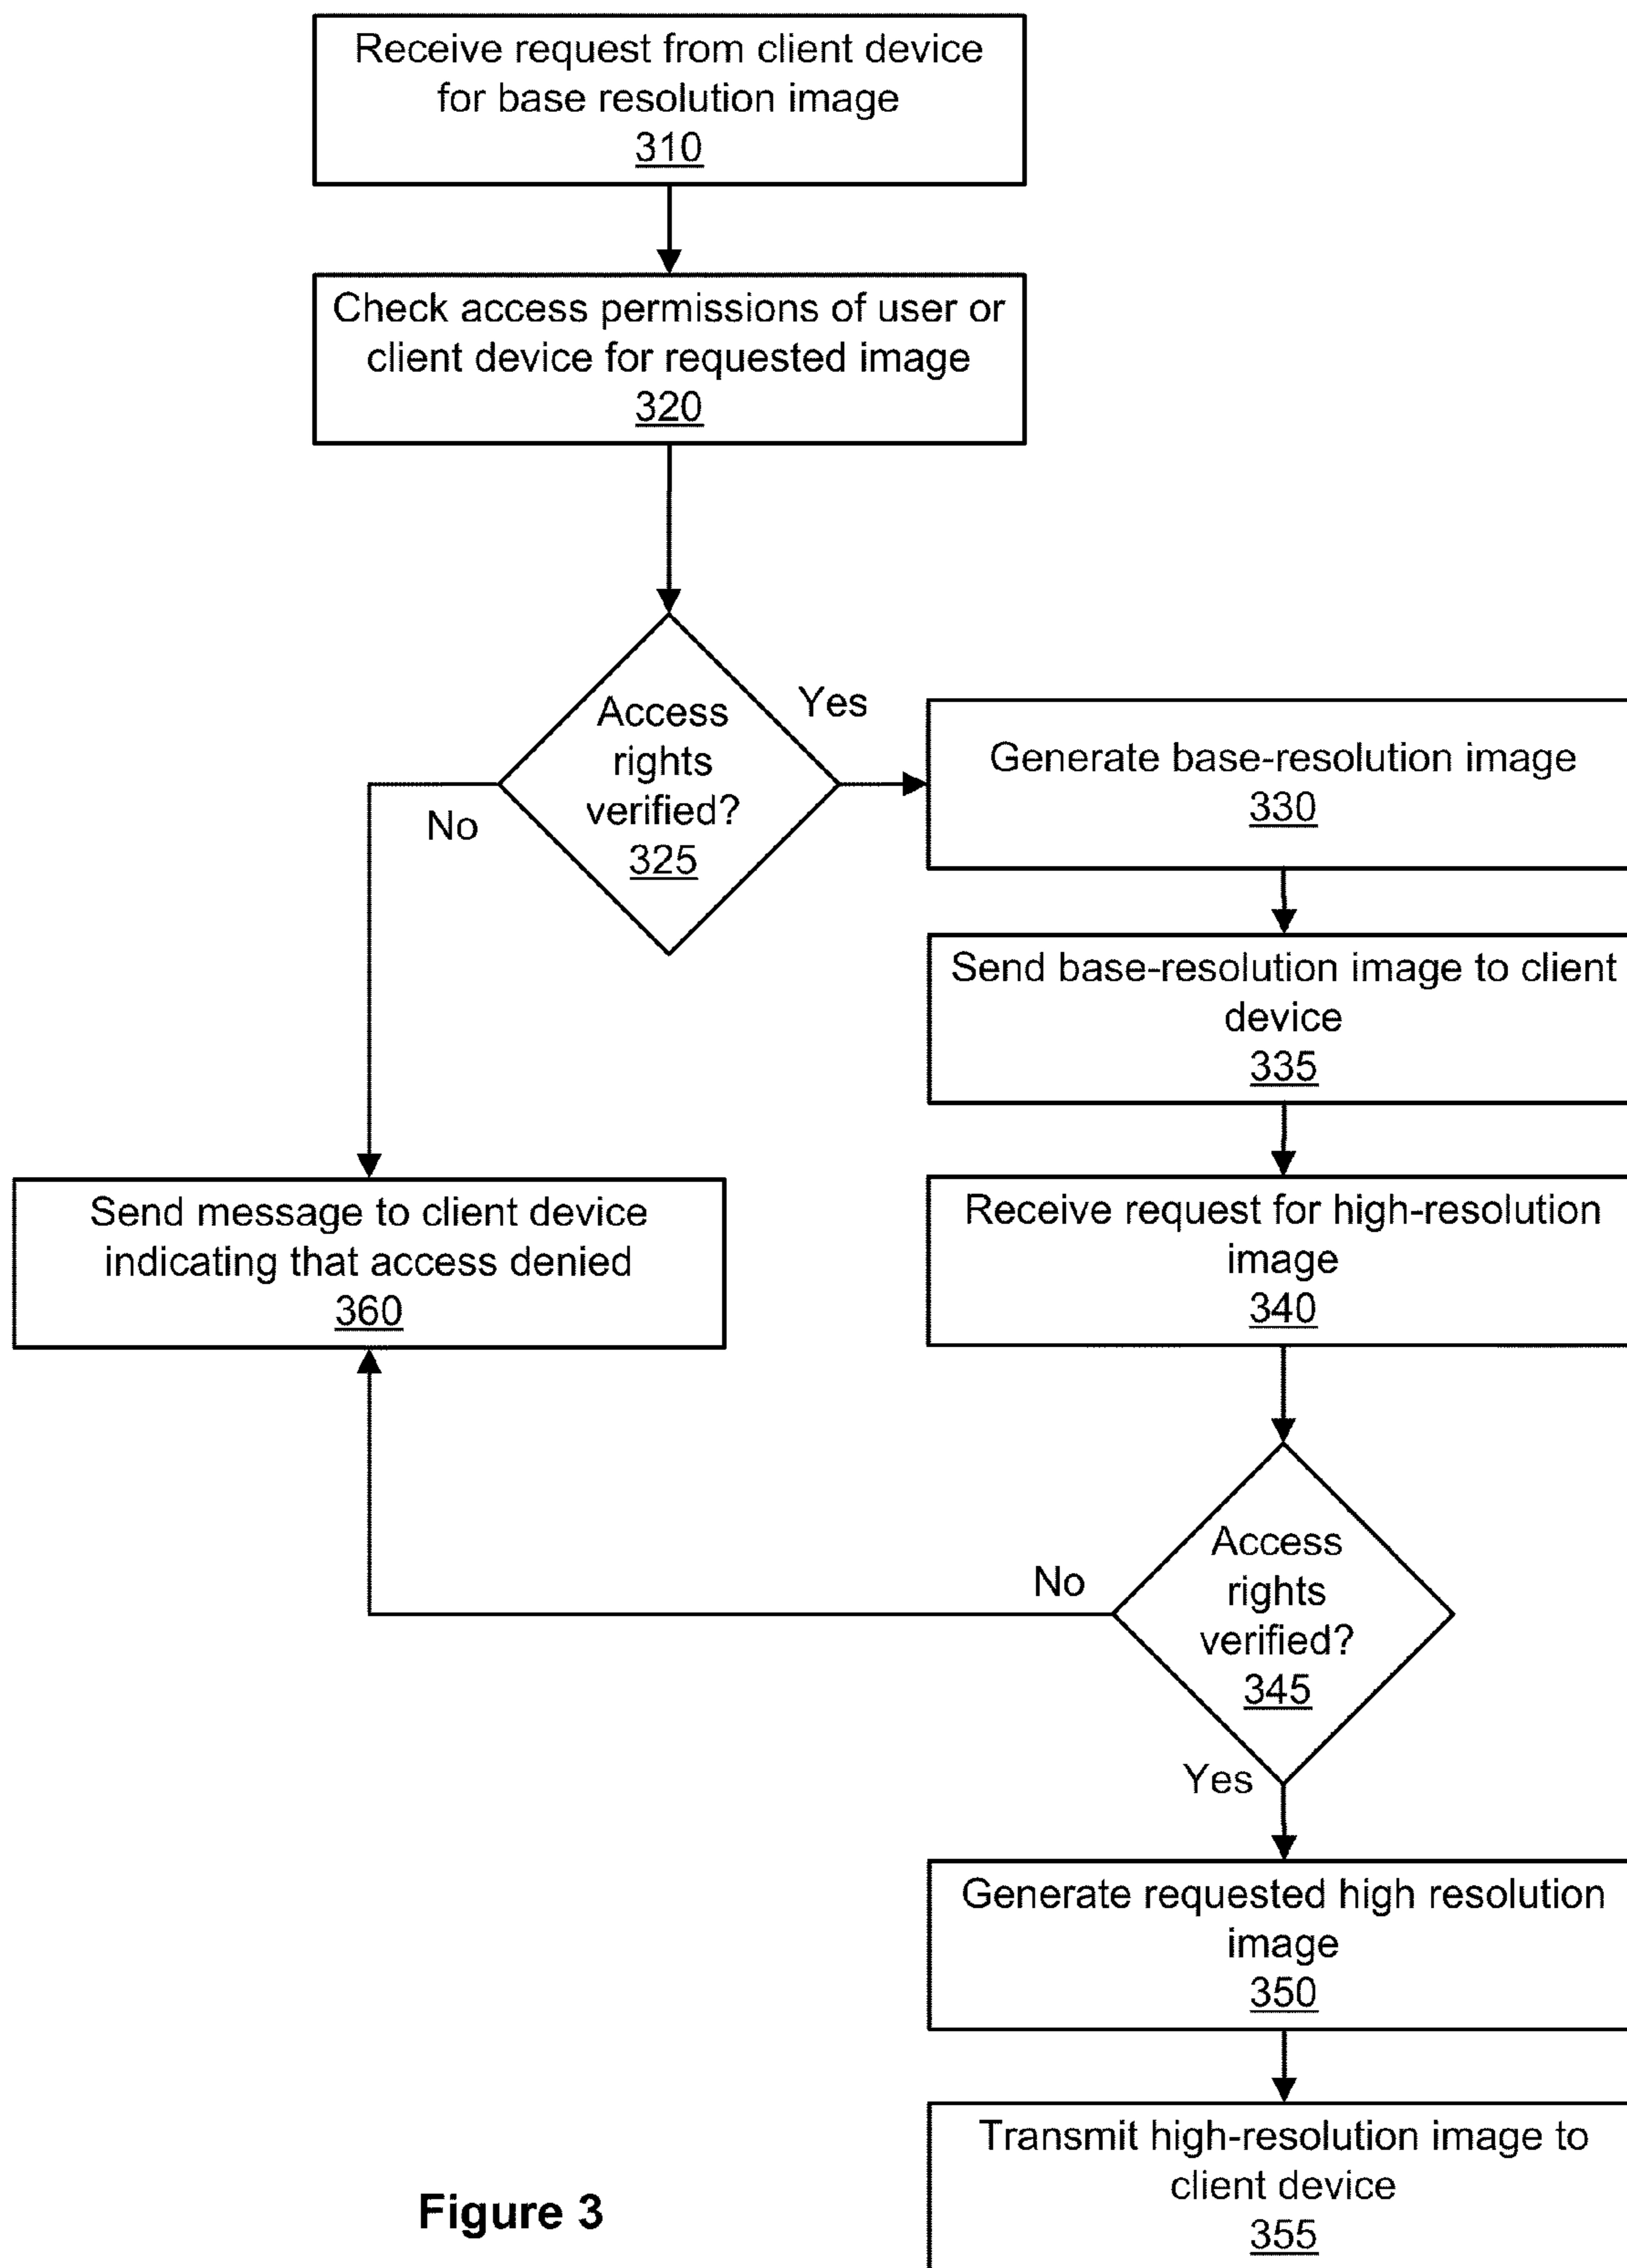 Receive request from client device
for base resolution image
310
Check access permissions of user or
client device for requested image
320
Access
rights
verified?
325
Yes
No
Generate base-resolution image
330
Send base-resolution image to client
device
335
Send message to client device
indicating that access denied
360
Receive request for high-resolution
image
340
Access
rights
verified?
345
No
Yes
Generate requested high resolution
image
350
Transmit high-resolution image to
client device
355
Figure 3